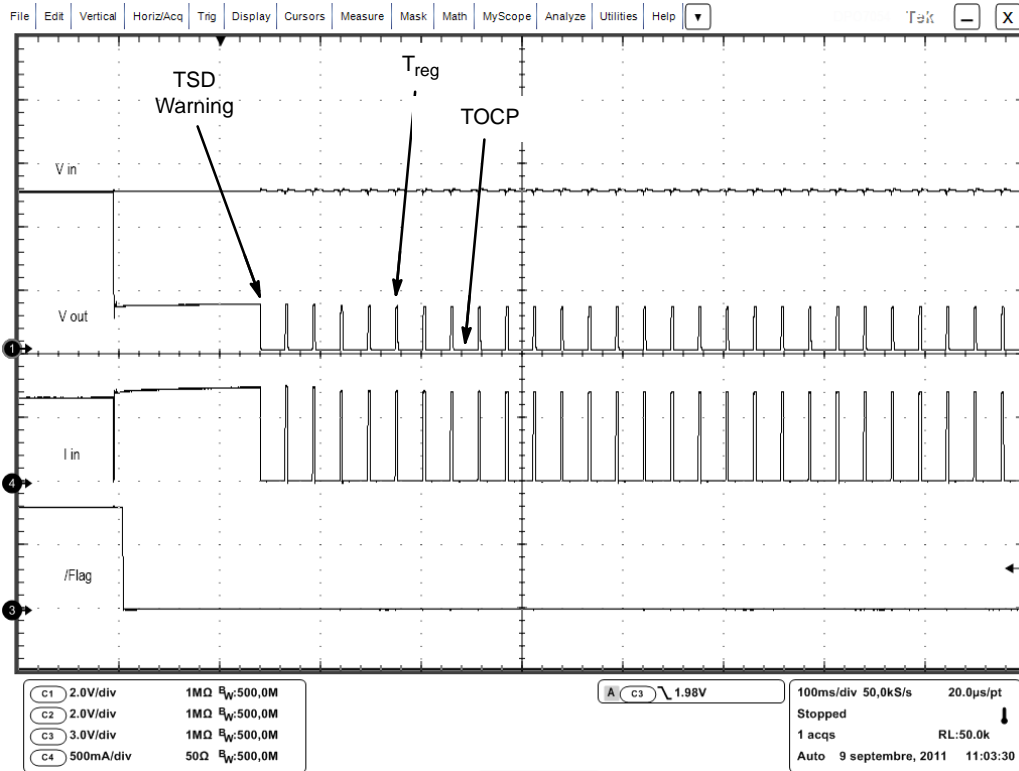 File Edit Vertical Horiz/Acq Trig Display Cursors Measure Mask Math MyScope Analyze Utilities Help ▼ Tek X
TSD
Warning
Treg
TOCP
V in
V out
1
I in
4
/Flag
3
C1 2.0V/div 1MΩ BW:500,0M
C2 2.0V/div 1MΩ BW:500,0M
C3 3.0V/div 1MΩ BW:500,0M
C4 500mA/div 50Ω BW:500,0M
A C3 1.98V
100ms/div 50,0kS/s 20.0µs/pt
Stopped
1 acqs RL:50.0k
Auto 9 septembre, 2011 11:03:30